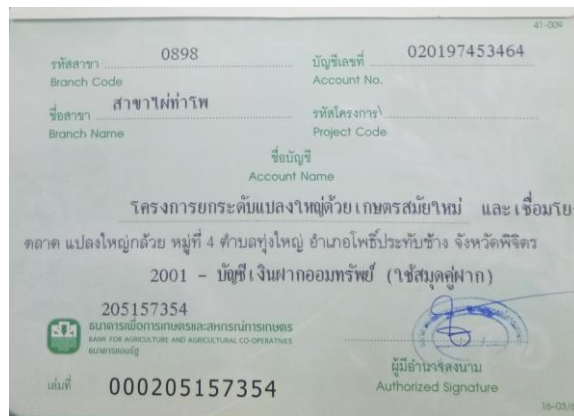 41-009
รหัสสาขา 0898 บัญชีเลขที่ 020197453464
Branch Code Account No.
ชื่อสาขา สาขาไผ่ท่าโพ รหัสโครงการ
Branch Name Project Code
ชื่อบัญชี
Account Name
โครงการยกระดับแปลงใหญ่ด้วยเกษตรสมัยใหม่ และเชื่อมโย
ตลาด แปลงใหญ่กล้วย หมู่ที่ 4 ตำบลทุ่งใหญ่ อำเภอโพธิ์ประทับช้าง จังหวัดพิจิตร
2001 - บัญชีเงินฝากออมทรัพย์ (ใช้สมุดคู่ฝาก)
205157354
ธนาคารเพื่อการเกษตรและสหกรณ์การเกษตร
BANK FOR AGRICULTURE AND AGRICULTURAL CO-OPERATIVES
ธนาคารของรัฐ
ผู้มีอำนาจลงนาม
เล่มที่ 000205157354 Authorized Signature